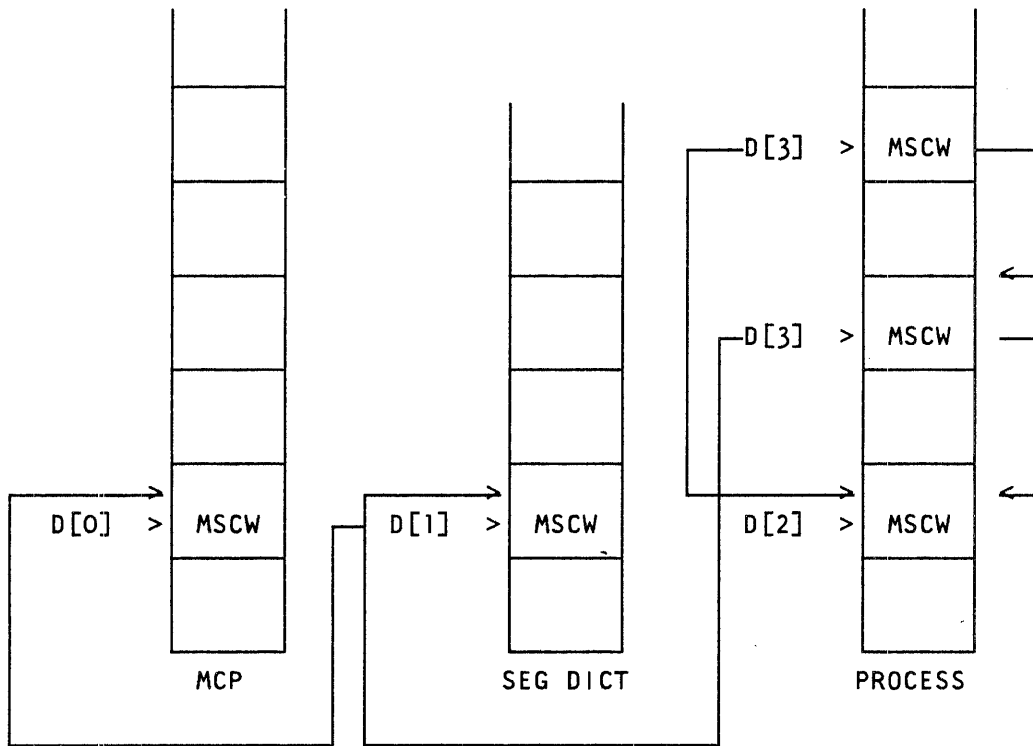 D[3] > MSCW
D[3] > MSCW
D[0] > MSCW D[1] > MSCW D[2] > MSCW
MCP SEG DICT PROCESS